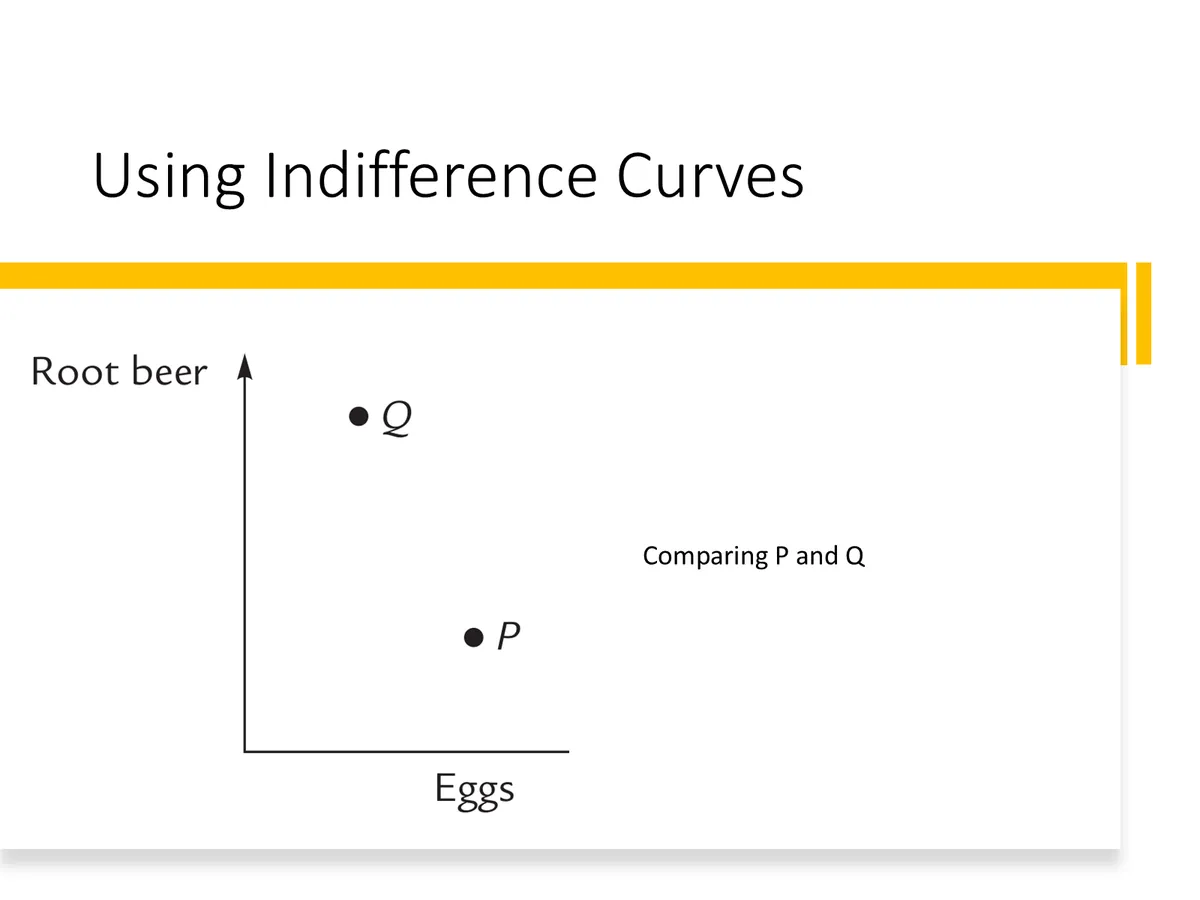 Using Indifference Curves
Root beer
Q
Comparing P and Q
P
Eggs